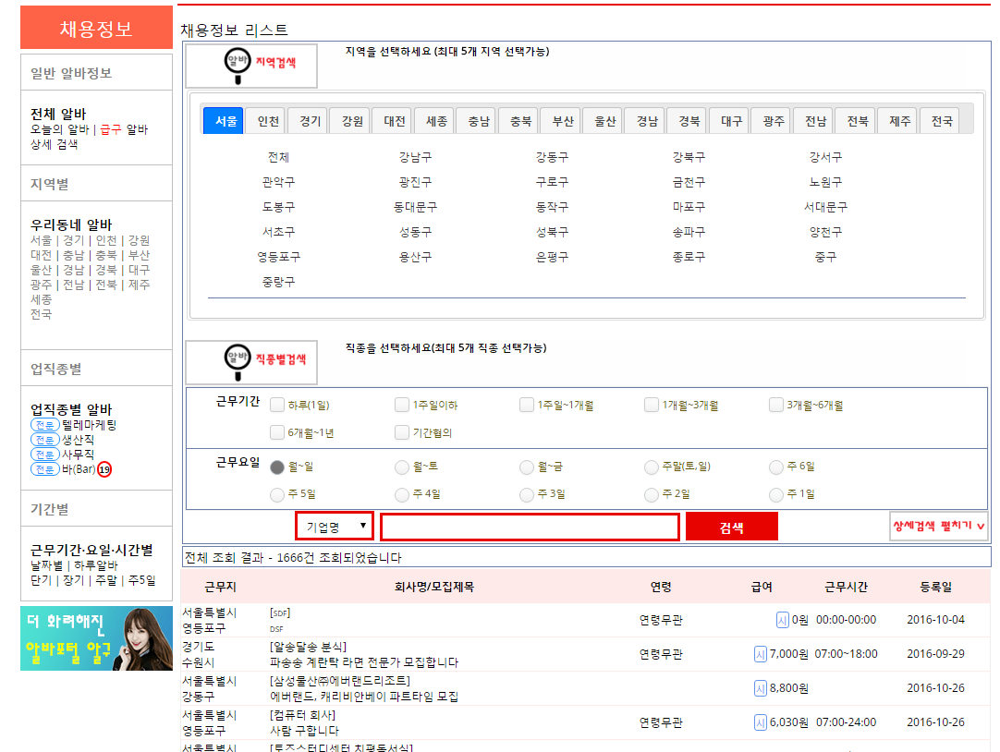 채용정보
일반 알바정보
전체 알바
오늘의 알바 | 급구 알바
상세 검색
지역별
우리동네 알바
서울 | 경기 | 인천 | 강원
대전 | 충남 | 충북 | 부산
울산 | 경남 | 경북 | 대구
광주 | 전남 | 전북 | 제주
세종
전국
업직종별
업직종별 알바
전문 텔레마케팅
전문 생산직
전문 사무직
전문 바(Bar) 19
기간별
근무기간·요일·시간별
날짜별 | 하루알바
단기 | 장기 | 주말 | 주5일
더 화려해진
알바포털 알구
채용정보 리스트
알바 지역검색
지역을 선택하세요 (최대 5개 지역 선택가능)
서울 인천 경기 강원 대전 세종 충남 충북 부산 울산 경남 경북 대구 광주 전남 전북 제주 전국
전체 강남구 강동구 강북구 강서구
관악구 광진구 구로구 금천구 노원구
도봉구 동대문구 동작구 마포구 서대문구
서초구 성동구 성북구 송파구 양천구
영등포구 용산구 은평구 종로구 중구
중랑구
알바 직종별검색
직종을 선택하세요(최대 5개 직종 선택가능)
근무기간 하루(1일) 1주일이하 1주일~1개월 1개월~3개월 3개월~6개월
6개월~1년 기간협의
근무요일 월~일 월~토 월~금 주말(토,일) 주 6일
주 5일 주 4일 주 3일 주 2일 주 1일
기업명 ▼ 검색 상세검색 펼치기 ∨
전체 조회 결과 - 1666건 조회되었습니다
근무지 회사명/모집제목 연령 급여 근무시간 등록일
서울특별시 [SDF]
영등포구 DSF 연령무관 시 0원 00:00-00:00 2016-10-04
경기도 [알송달송 분식]
수원시 파송송 계란탁 라면 전문가 모집합니다 연령무관 시 7,000원 07:00~18:00 2016-09-29
서울특별시 [삼성물산㈜에버랜드리조트]
강동구 에버랜드, 캐리비안베이 파트타임 모집 시 8,800원 2016-10-26
서울특별시 [컴퓨터 회사]
영등포구 사람 구합니다 연령무관 시 6,030원 07:00-24:00 2016-10-26
서울특별시 [토즈스터디센터 치평독서실]